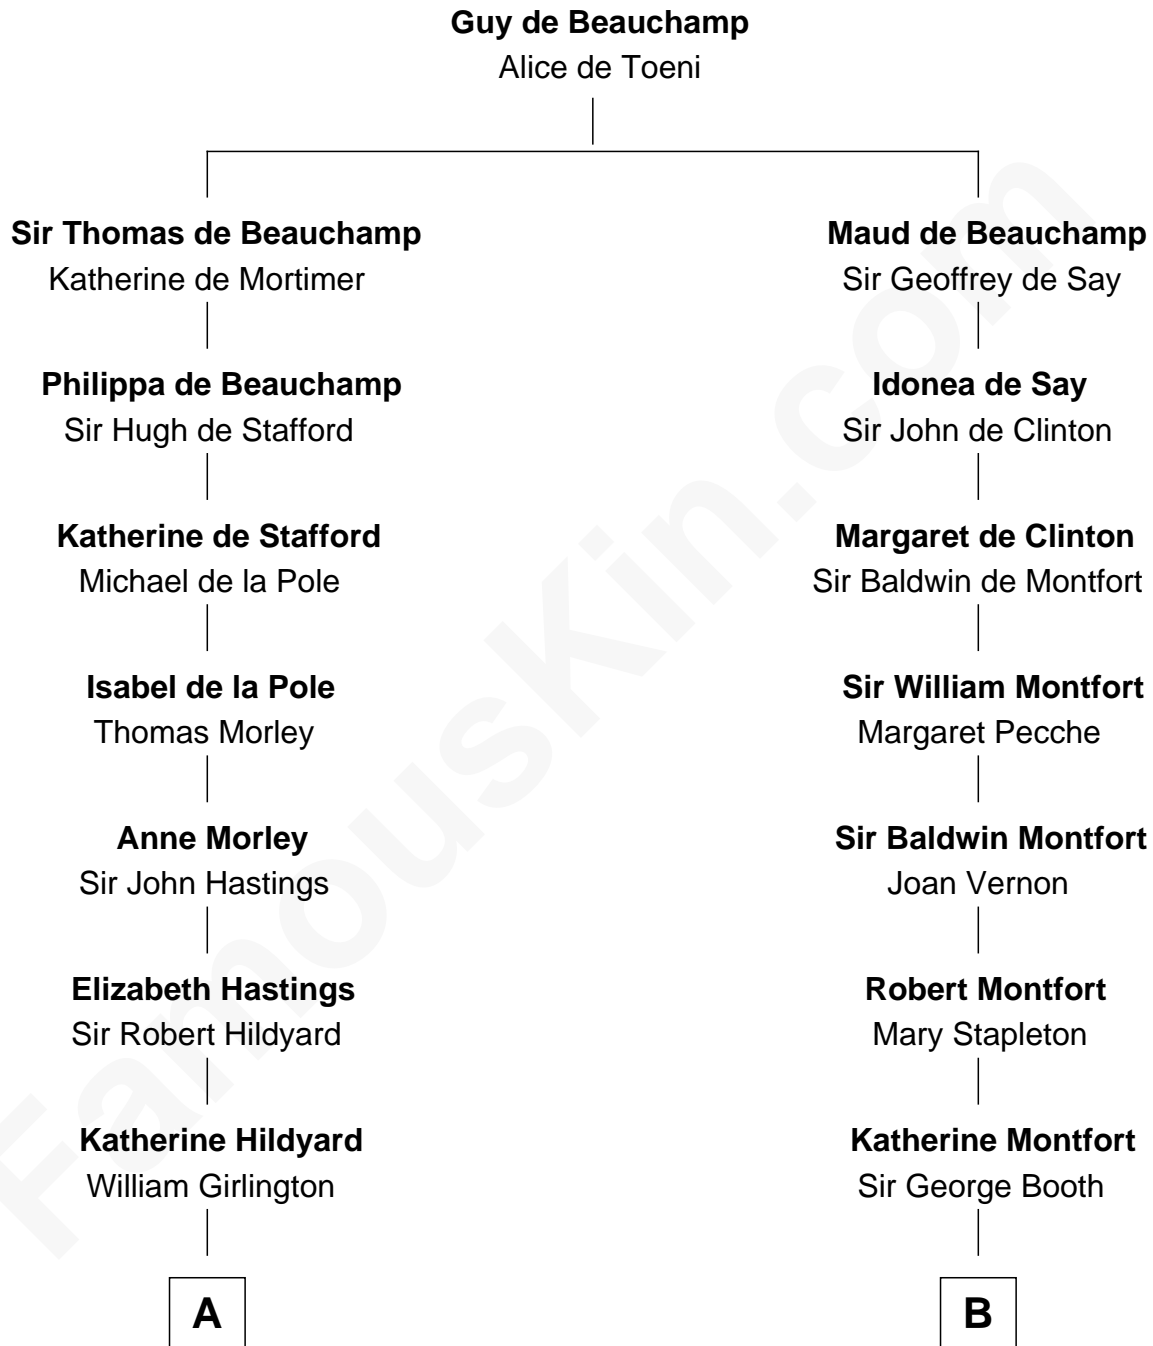 Guy de Beauchamp
Alice de Toeni
Sir Thomas de Beauchamp
Katherine de Mortimer
Maud de Beauchamp
Sir Geoffrey de Say
Philippa de Beauchamp
Sir Hugh de Stafford
Idonea de Say
Sir John de Clinton
Katherine de Stafford
Michael de la Pole
Margaret de Clinton
Sir Baldwin de Montfort
Isabel de la Pole
Thomas Morley
Sir William Montfort
Margaret Pecche
Anne Morley
Sir John Hastings
Sir Baldwin Montfort
Joan Vernon
Elizabeth Hastings
Sir Robert Hildyard
Robert Montfort
Mary Stapleton
Katherine Hildyard
William Girlington
Katherine Montfort
Sir George Booth
A
B
FamousKin.com